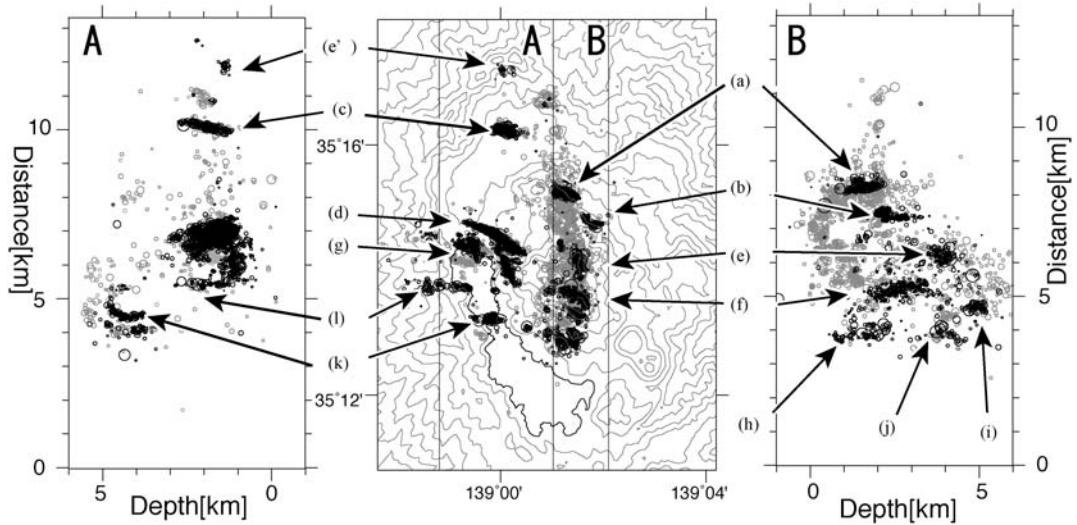 A
A
B
B
(e' )
(c)
(d)
(g)
(l)
(k)
(a)
(b)
(e)
(f)
(h)
(j)
(i)
10
5
0
Distance[km]
5
0
Depth[km]
35°16'
35°12'
139°00'
139°04'
10
5
0
Distance[km]
0
5
Depth[km]